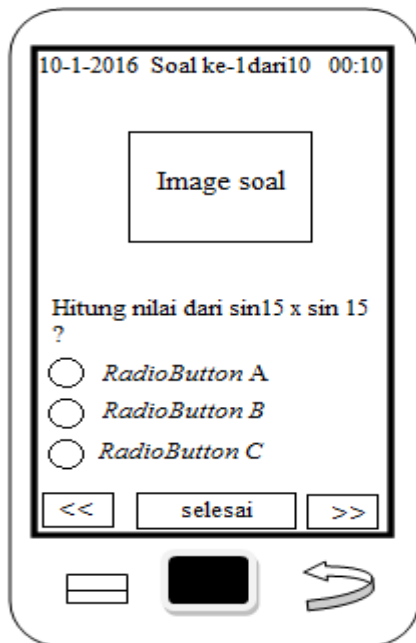 10-1-2016 Soal ke-1dari10 00:10
Image soal
Hitung nilai dari sin15 x sin 15
?
RadioButton A
RadioButton B
RadioButton C
<< selesai >>